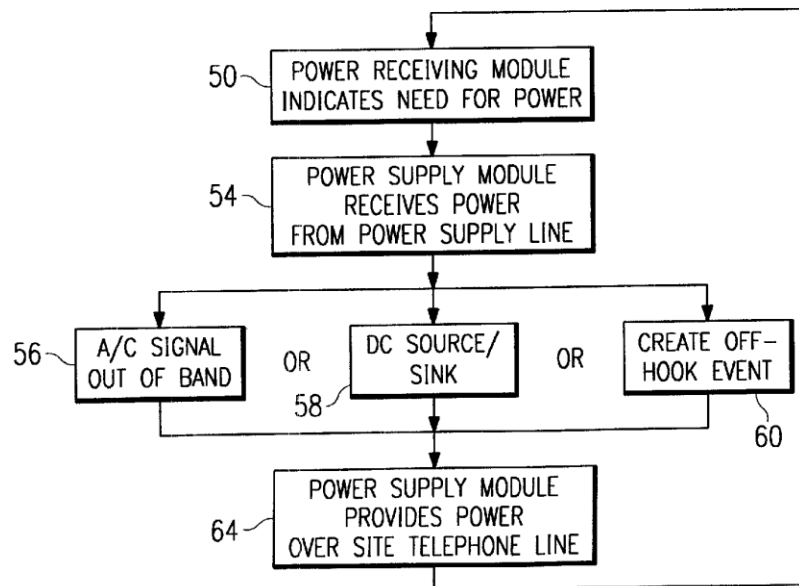 50
POWER RECEIVING MODULE
INDICATES NEED FOR POWER
54
POWER SUPPLY MODULE
RECEIVES POWER
FROM POWER SUPPLY LINE
56
A/C SIGNAL
OUT OF BAND
OR
DC SOURCE/
SINK
58
OR
CREATE OFF-
HOOK EVENT
60
64
POWER SUPPLY MODULE
PROVIDES POWER
OVER SITE TELEPHONE LINE